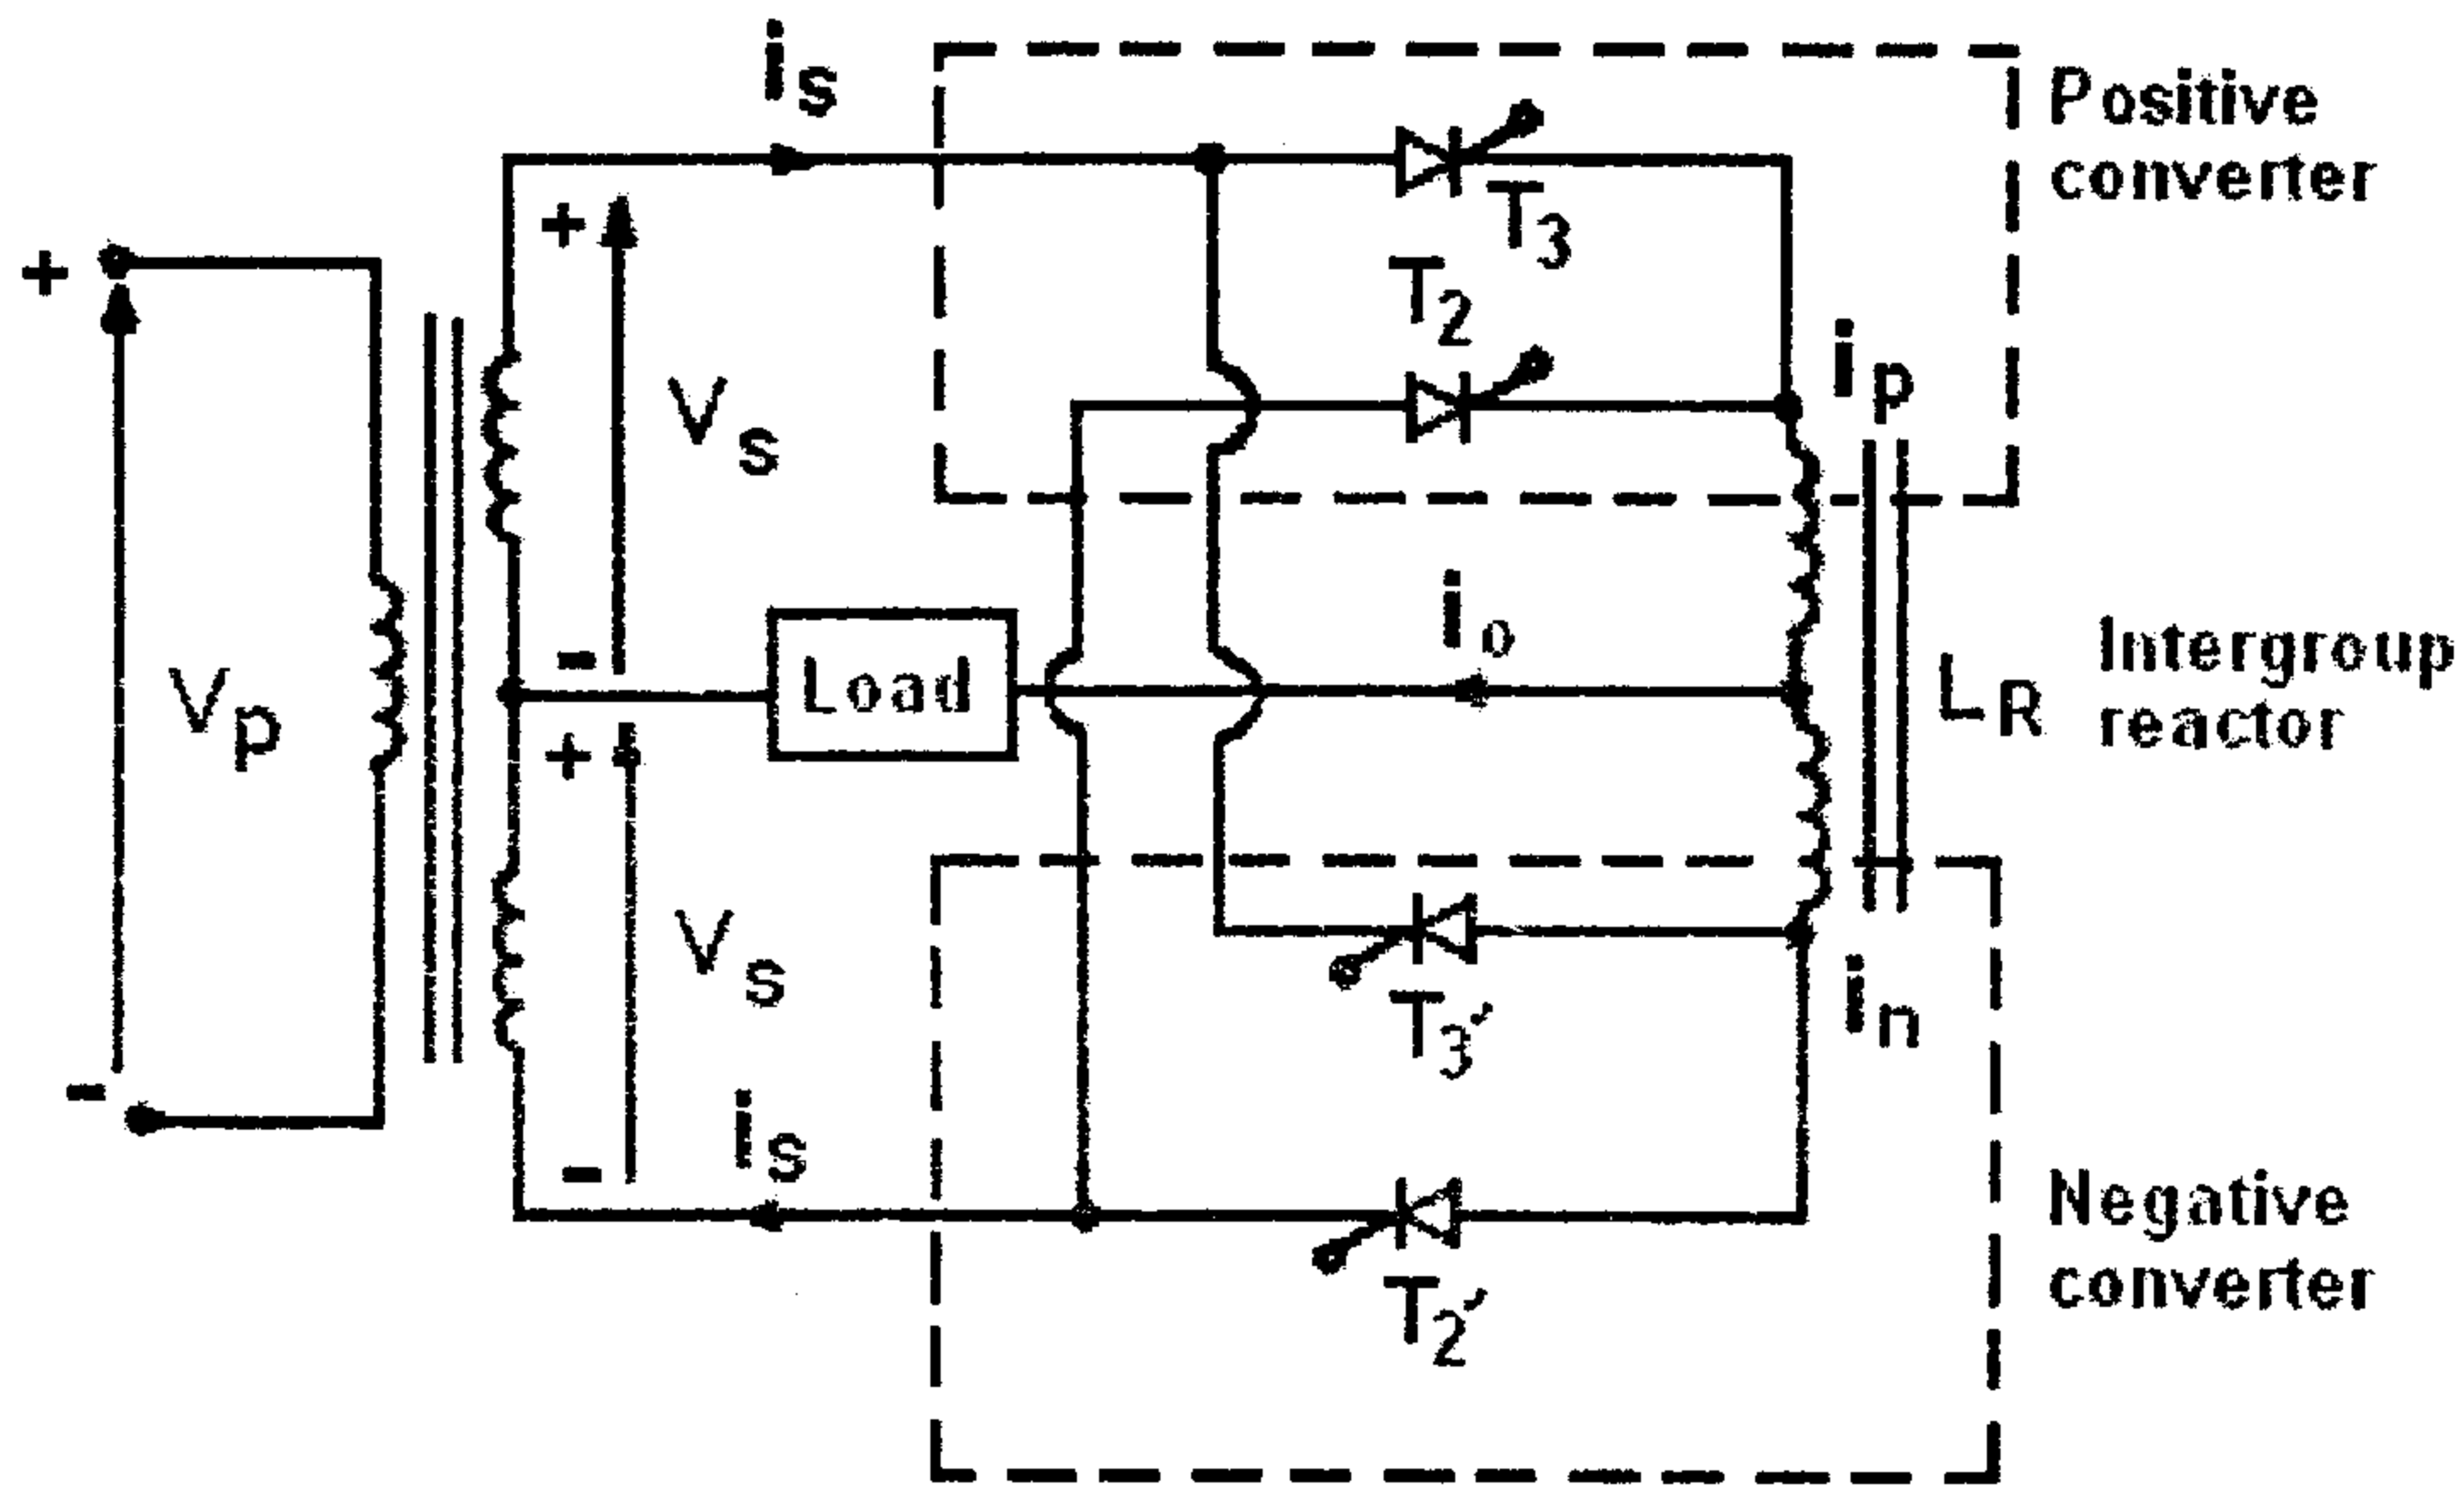 is
Positive
converter
+
+
T3
T2
Vs
ip
io
Load
-
Intergroup
reactor
LR
Vp
+
Vs
T3'
in
-
is
-
Negative
converter
T2'